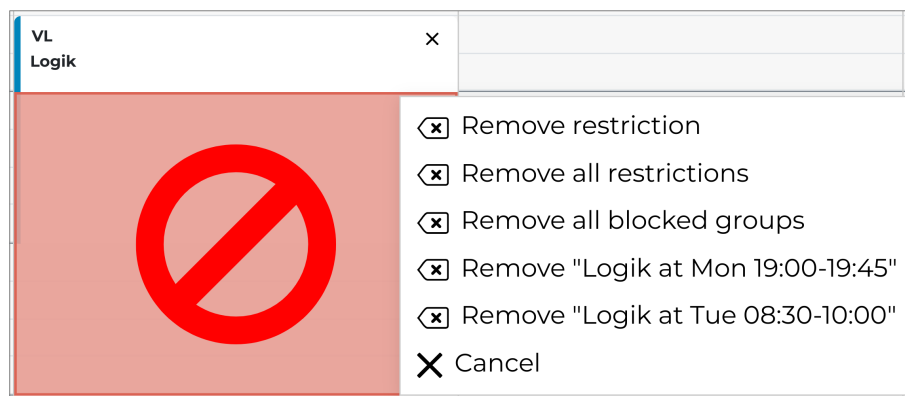 VL
Logik
Remove restriction
Remove all restrictions
Remove all blocked groups
Remove "Logik at Mon 19:00-19:45"
Remove "Logik at Tue 08:30-10:00"
Cancel